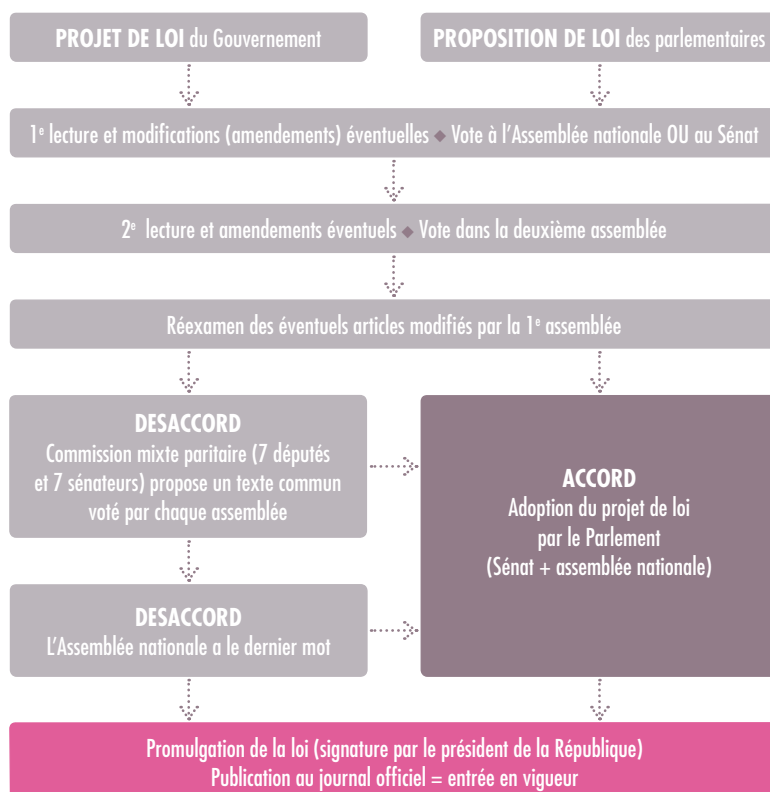 PROJET DE LOI du Gouvernement
PROPOSITION DE LOI des parlementaires
1e lecture et modifications (amendements) éventuelles ◆ Vote à l'Assemblée nationale OU au Sénat
2e lecture et amendements éventuels ◆ Vote dans la deuxième assemblée
Réexamen des éventuels articles modifiés par la 1e assemblée
DESACCORD
Commission mixte paritaire (7 députés
et 7 sénateurs) propose un texte commun
voté par chaque assemblée
ACCORD
Adoption du projet de loi
par le Parlement
(Sénat + assemblée nationale)
DESACCORD
L'Assemblée nationale a le dernier mot
Promulgation de la loi (signature par le président de la République)
Publication au journal officiel = entrée en vigueur